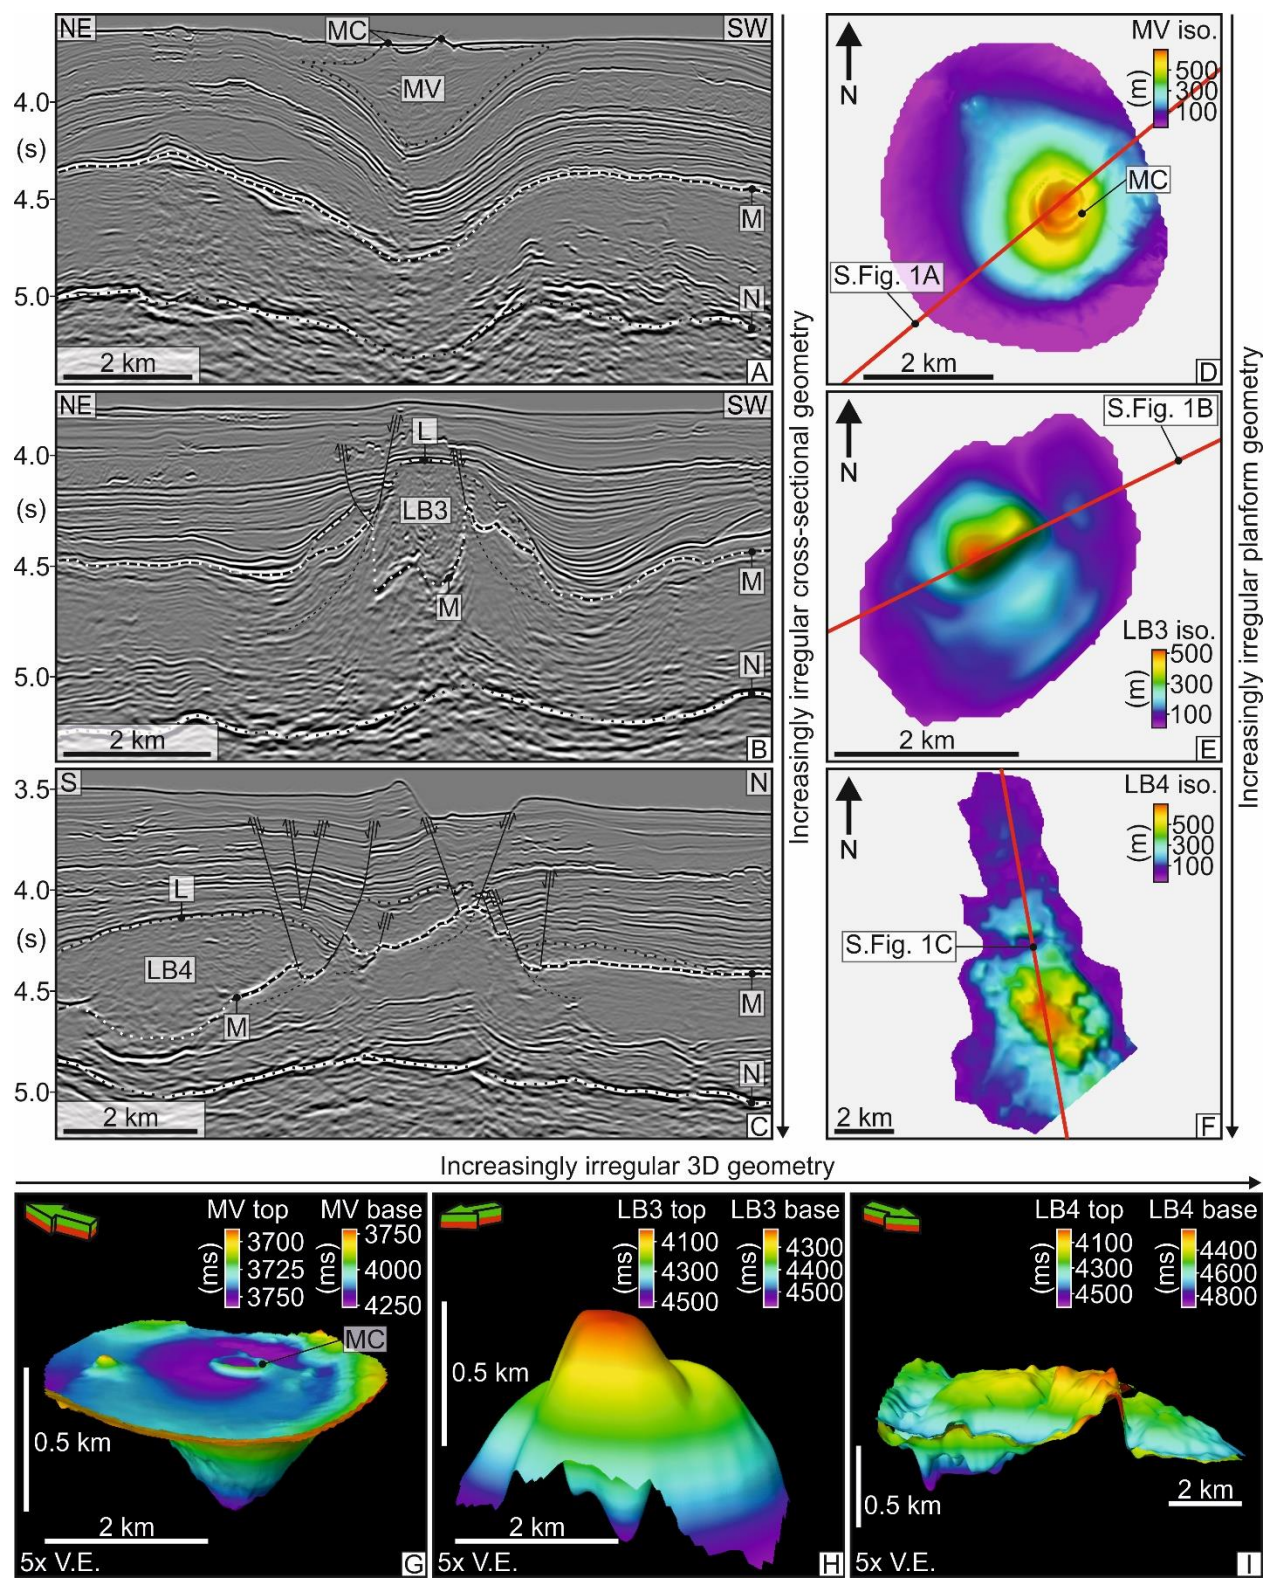 NE
MC
SW
MV
4.0
(s)
4.5
M
5.0
N
2 km
A
MV iso.
500
300
100
(m)
N
MC
S.Fig. 1A
2 km
D
NE
SW
L
4.0
LB3
(s)
4.5
M
M
N
5.0
2 km
B
S.Fig. 1B
N
LB3 iso.
500
300
100
(m)
2 km
E
S
N
3.5
4.0
L
(s)
LB4
4.5
M
M
N
5.0
2 km
C
LB4 iso.
500
300
100
(m)
N
S.Fig. 1C
2 km
F
Increasingly irregular cross-sectional geometry
Increasingly irregular planform geometry
Increasingly irregular 3D geometry
MV top
3700
3725
3750
(ms)
MV base
3750
4000
4250
(ms)
MC
0.5 km
2 km
5x V.E.
G
LB3 top
4100
4300
4500
(ms)
LB3 base
4300
4400
4500
(ms)
0.5 km
2 km
5x V.E.
H
LB4 top
4100
4300
4500
(ms)
LB4 base
4400
4600
4800
(ms)
0.5 km
2 km
5x V.E.
I